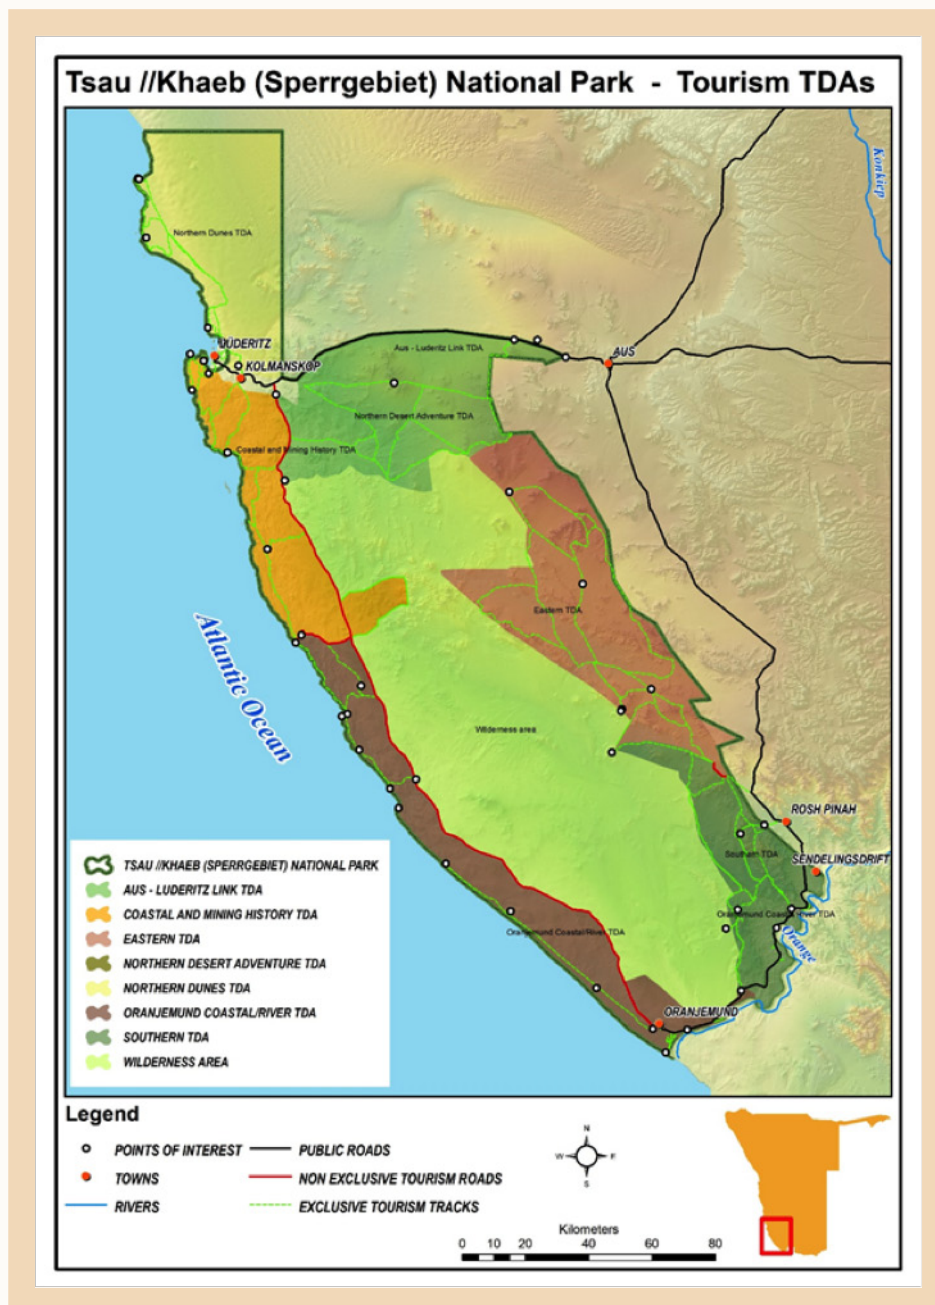 Tsau //Khaeb (Sperrgebiet) National Park - Tourism TDAs
Konkiep
Northern Dunes TDA
LÜDERITZ
KOLMANSKOP
Aus - Luderitz Link TDA
AUS
Northern Desert Adventure TDA
Coastal and Mining History TDA
Eastern TDA
Atlantic Ocean
Wilderness area
ROSH PINAH
Southern TDA
SENDELINGSDRIFT
Oranjemund Coastal/River TDA
Orange
Oranjemund Coastal/River TDA
ORANJEMUND
TSAU //KHAEB (SPERRGEBIET) NATIONAL PARK
AUS - LUDERITZ LINK TDA
COASTAL AND MINING HISTORY TDA
EASTERN TDA
NORTHERN DESERT ADVENTURE TDA
NORTHERN DUNES TDA
ORANJEMUND COASTAL/RIVER TDA
SOUTHERN TDA
WILDERNESS AREA
Legend
POINTS OF INTEREST
TOWNS
RIVERS
PUBLIC ROADS
NON EXCLUSIVE TOURISM ROADS
EXCLUSIVE TOURISM TRACKS
N
W E
S
Kilometers
0 10 20 40 60 80